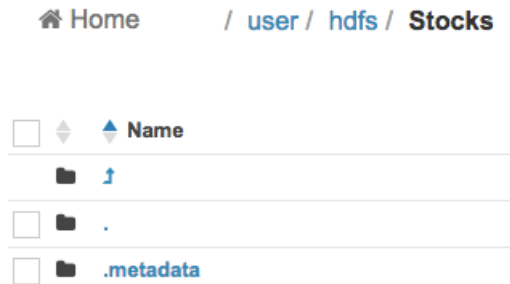 Home / user / hdfs / Stocks
Name
.
.metadata